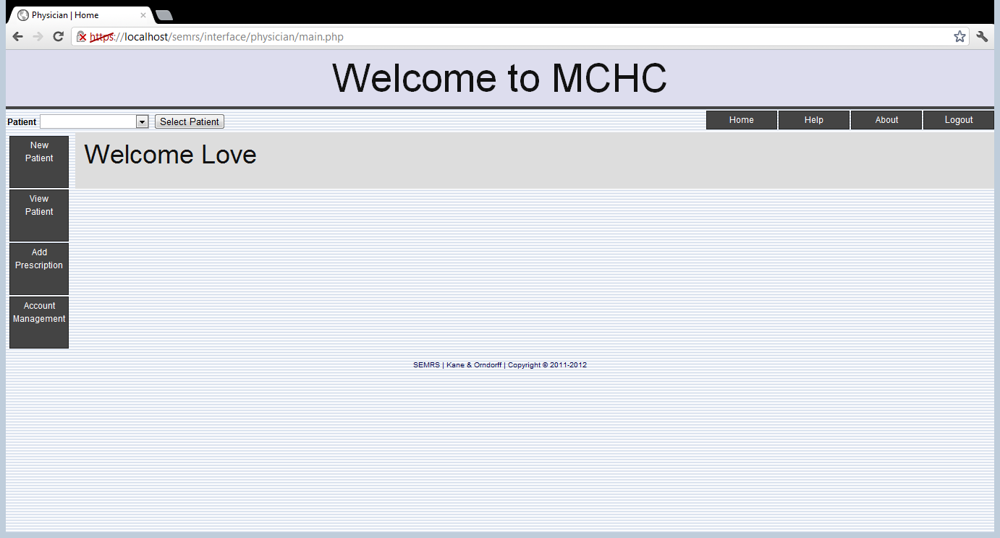 Physician | Home
https://localhost/semrs/interface/physician/main.php
Welcome to MCHC
Patient
Select Patient
Home
Help
About
Logout
New
Patient
Welcome Love
View
Patient
Add
Prescription
Account
Management
SEMRS | Kane & Orndorff | Copyright © 2011-2012